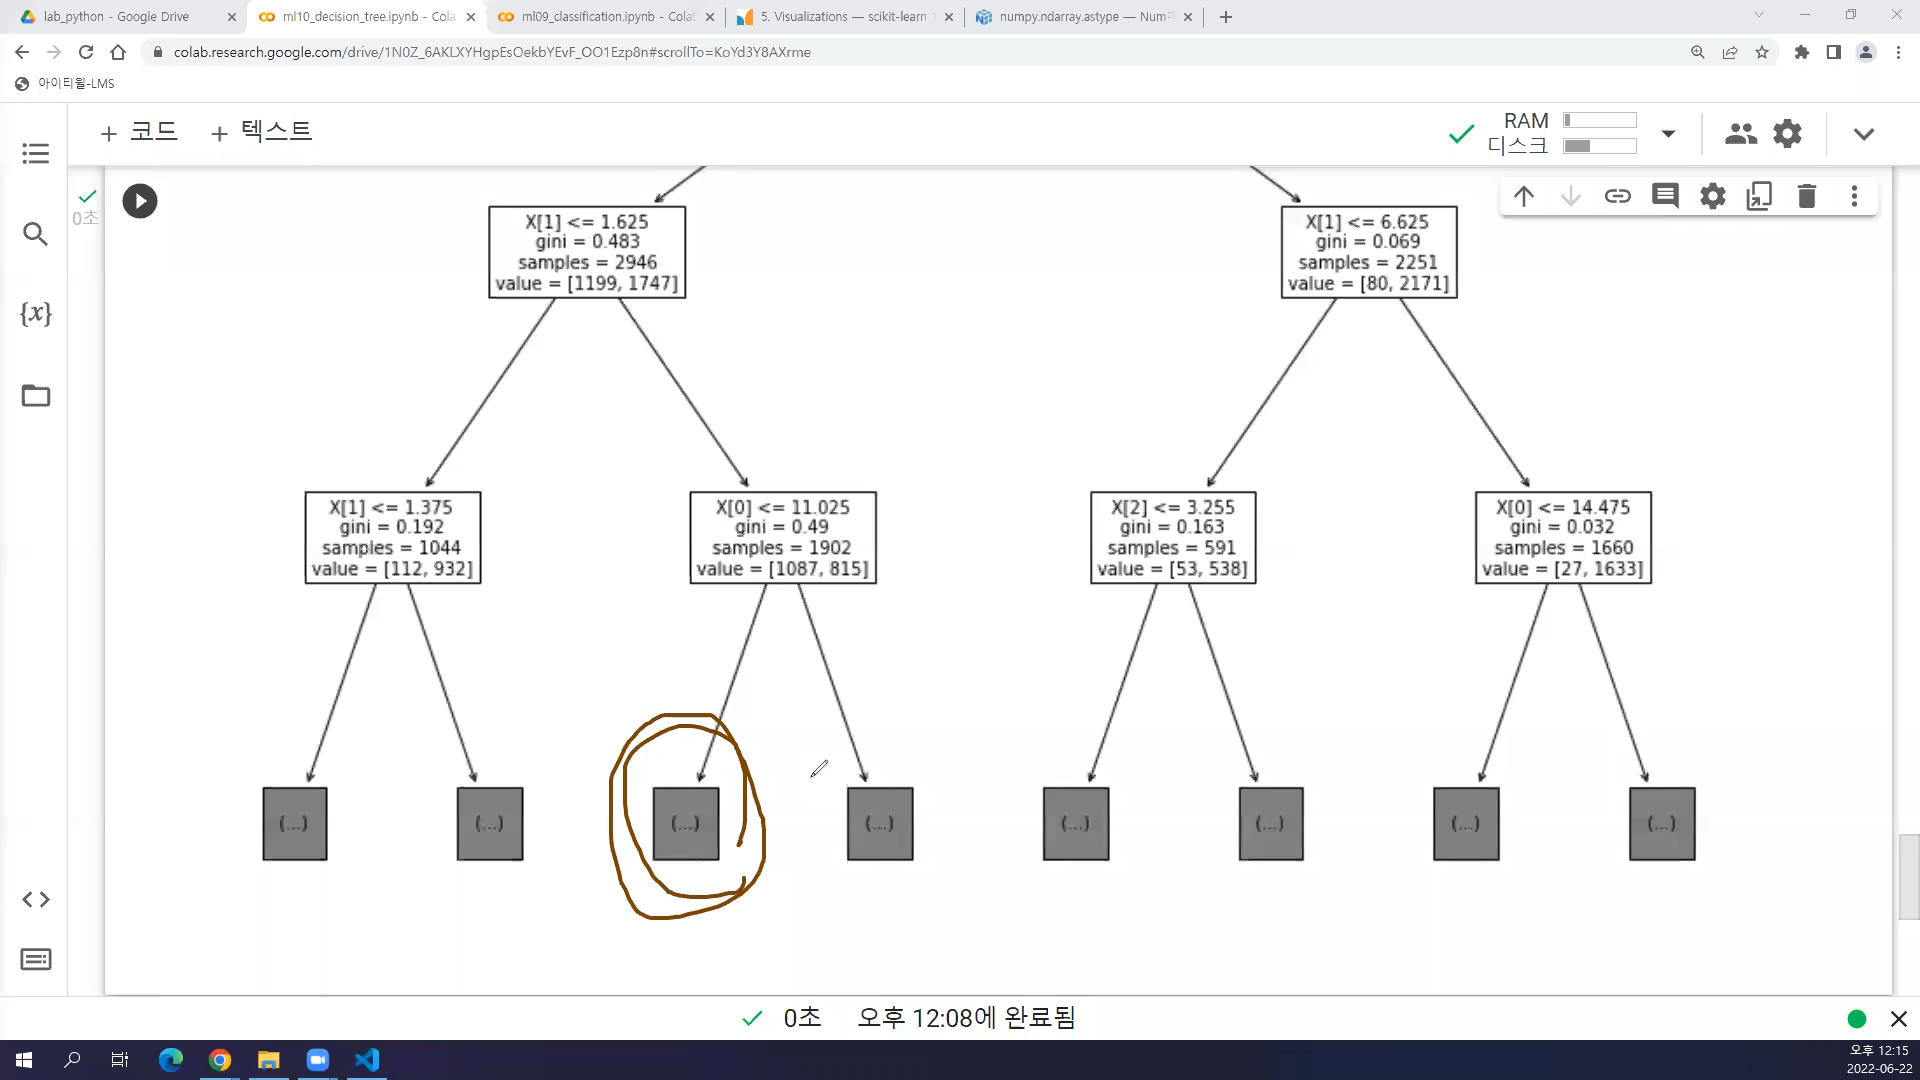 lab_python - Google Drive
ml10_decision_tree.ipynb - Cola
ml09_classification.ipynb - Cola
5. Visualizations — scikit-learn
numpy.ndarray.astype — Num
colab.research.google.com/drive/1N0Z_6AKLXYHgpEsOekbYEvF_OO1Ezp8n#scrollTo=KoYd3Y8AXrme
아이티윌-LMS
+ 코드 + 텍스트
RAM
디스크
{x}
0초
X[1] <= 1.625
gini = 0.483
samples = 2946
value = [1199, 1747]
X[1] <= 6.625
gini = 0.069
samples = 2251
value = [80, 2171]
X[1] <= 1.375
gini = 0.192
samples = 1044
value = [112, 932]
X[0] <= 11.025
gini = 0.49
samples = 1902
value = [1087, 815]
X[2] <= 3.255
gini = 0.163
samples = 591
value = [53, 538]
X[0] <= 14.475
gini = 0.032
samples = 1660
value = [27, 1633]
(...)
(...)
(...)
(...)
(...)
(...)
(...)
(...)
0초 오후 12:08에 완료됨
오후 12:15
2022-06-22